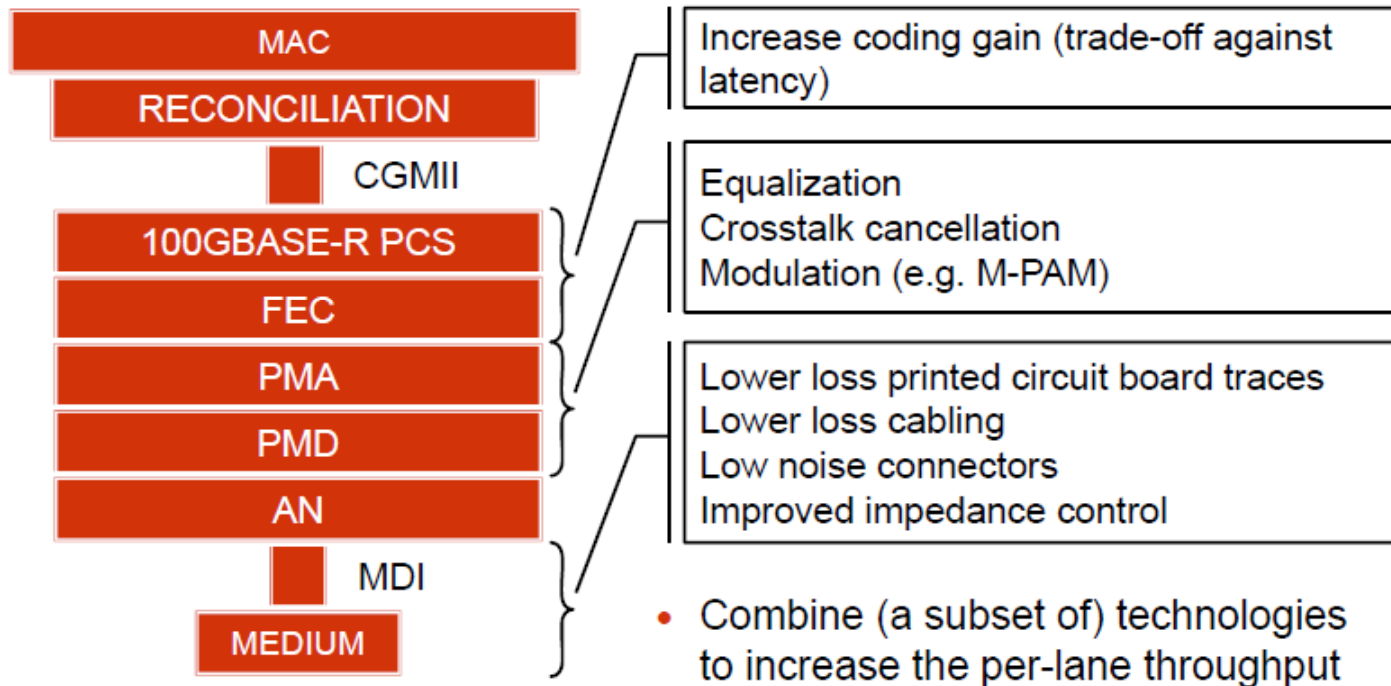 MAC
RECONCILIATION
CGMII
100GBASE-R PCS
FEC
PMA
PMD
AN
MDI
MEDIUM
Increase coding gain (trade-off against
latency)
Equalization
Crosstalk cancellation
Modulation (e.g. M-PAM)
Lower loss printed circuit board traces
Lower loss cabling
Low noise connectors
Improved impedance control
• Combine (a subset of) technologies
to increase the per-lane throughput